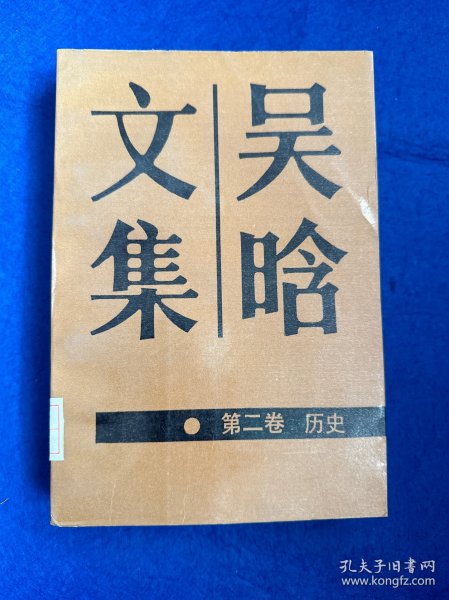 吴晗
文集
第二卷 历史
孔夫子旧书网
www.kongfz.com